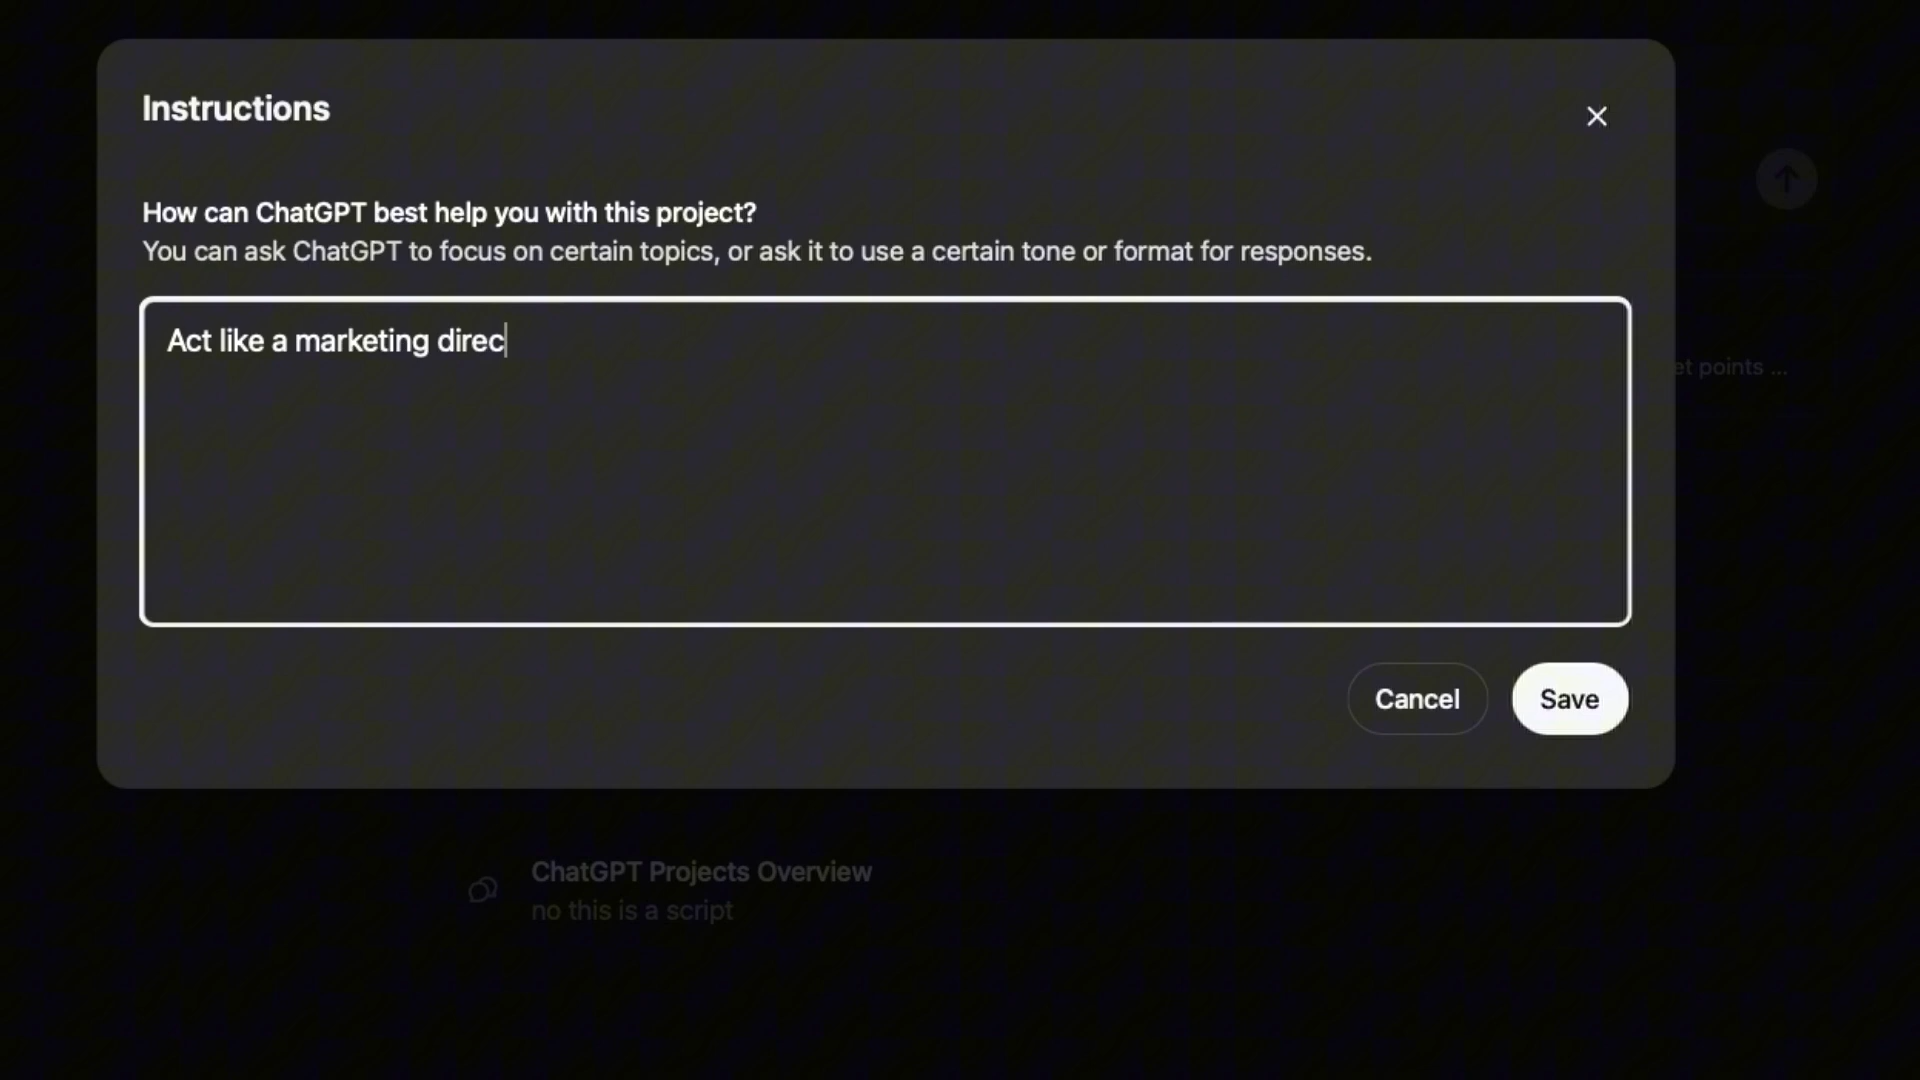 Instructions
How can ChatGPT best help you with this project?
You can ask ChatGPT to focus on certain topics, or ask it to use a certain tone or format for responses.
Act like a marketing direc
et points ...
Cancel
Save
ChatGPT Projects Overview
no this is a script